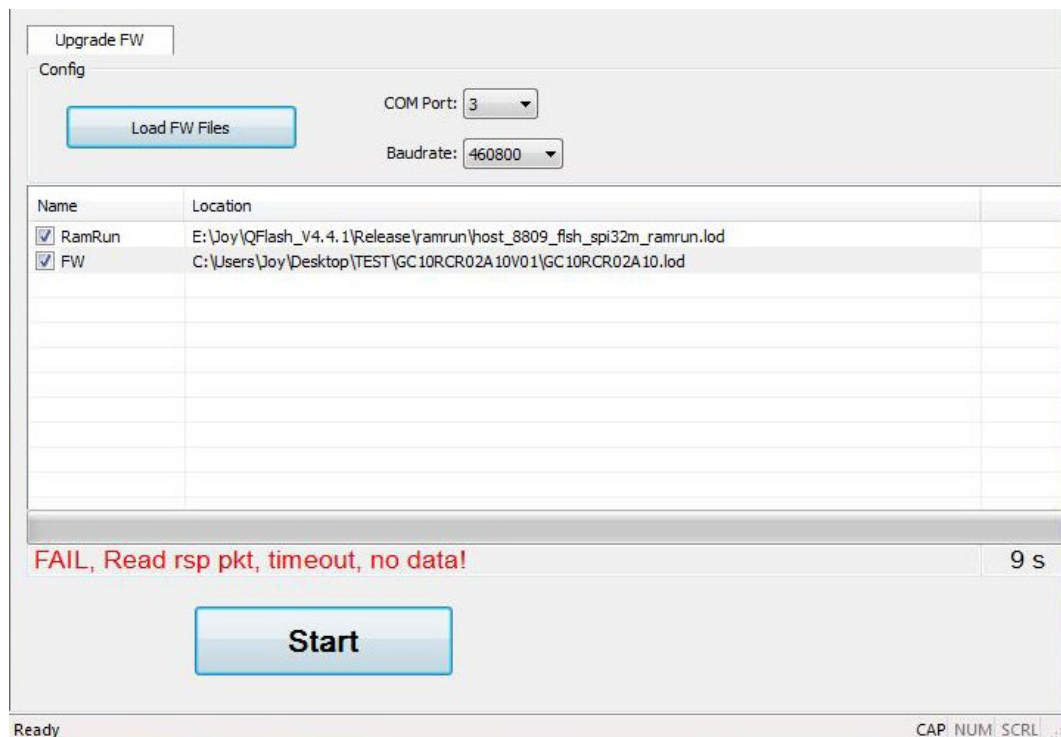 Upgrade FW
Config
Load FW Files
COM Port: 3
Baudrate: 460800
Name Location
RamRun E:\Joy\QFlash_V4.4.1\Release\ramrun\host_8809_flsh_spi32m_ramrun.lod
FW C:\Users\Joy\Desktop\TEST\GC10RCR02A10V01\GC10RCR02A10.lod
FAIL, Read rsp pkt, timeout, no data! 9 s
Start
Ready CAP NUM SCRL